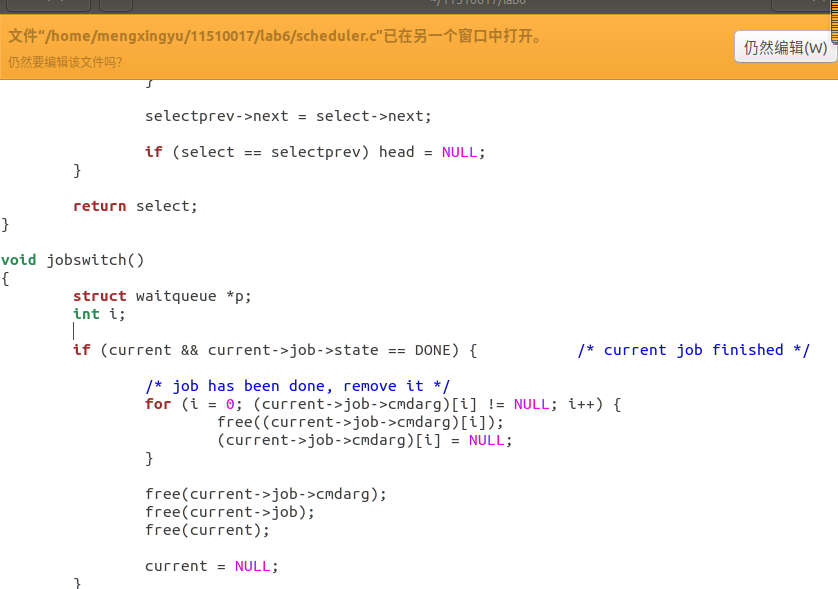 ~/11510017/lab6
文件“/home/mengxingyu/11510017/lab6/scheduler.c”已在另一个窗口中打开。
仍然要编辑该文件吗?
仍然编辑(W)
}
selectprev->next = select->next;
if (select == selectprev) head = NULL;
}
return select;
}
void jobswitch()
{
struct waitqueue *p;
int i;
if (current && current->job->state == DONE) { /* current job finished */
/* job has been done, remove it */
for (i = 0; (current->job->cmdarg)[i] != NULL; i++) {
free((current->job->cmdarg)[i]);
(current->job->cmdarg)[i] = NULL;
}
free(current->job->cmdarg);
free(current->job);
free(current);
current = NULL;
}